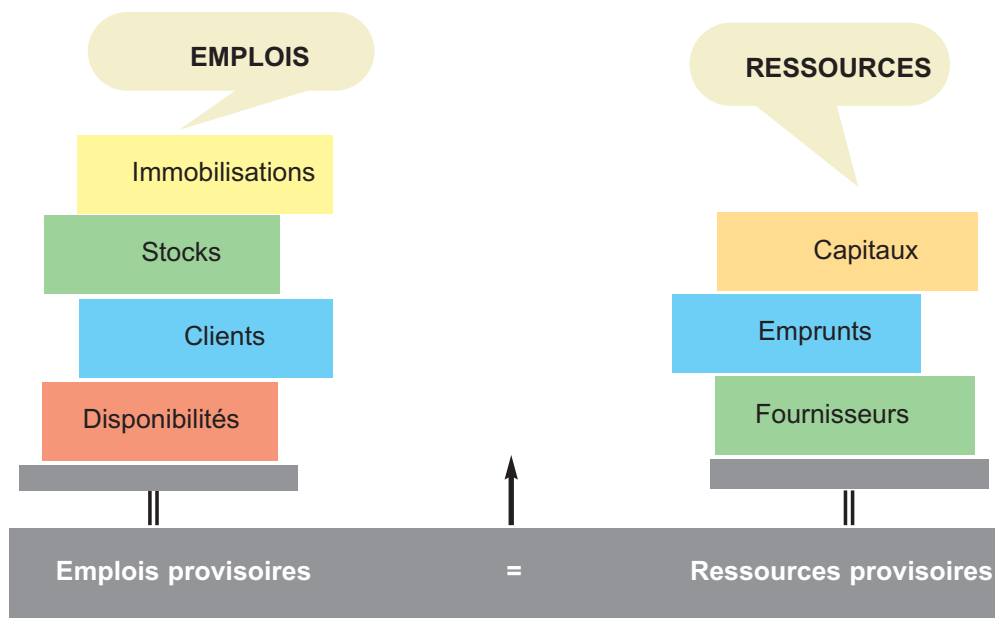 EMPLOIS
RESSOURCES
Immobilisations
Stocks
Clients
Disponibilités
Capitaux
Emprunts
Fournisseurs
Emplois provisoires = Ressources provisoires